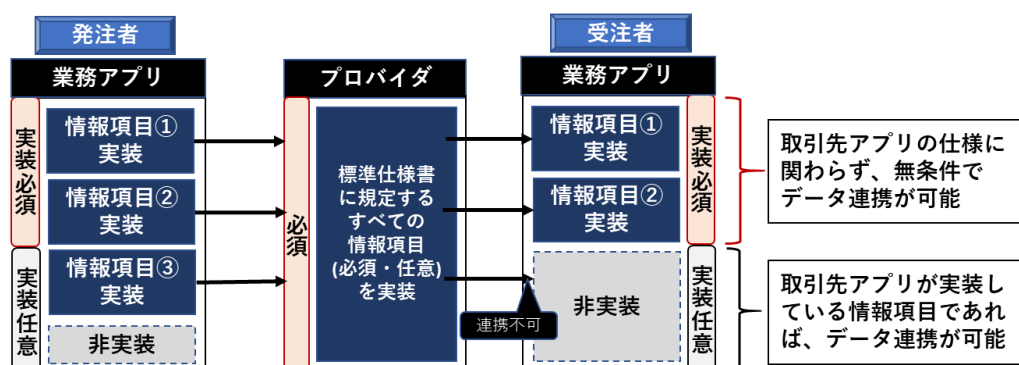 発注者
受注者
業務アプリ
プロバイダ
業務アプリ
実装必須
情報項目①
実装
情報項目②
実装
実装任意
情報項目③
実装
非実装
必須
標準仕様書
に規定する
すべての
情報項目
(必須・任意)
を実装
情報項目①
実装
情報項目②
実装
実装必須
連携不可
非実装
実装任意
取引先アプリの仕様に
関わらず、無条件で
データ連携が可能
取引先アプリが実装し
ている情報項目であれ
ば、データ連携が可能